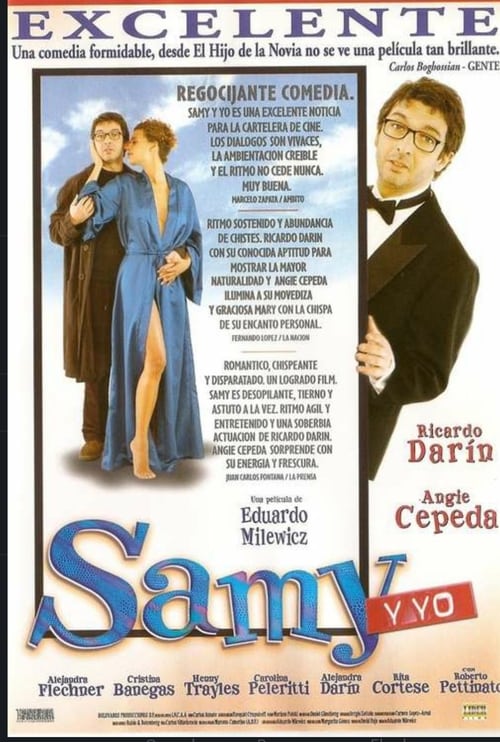 EXCELENTE
Una comedia formidable, desde El Hijo de la Novia no se ve una película tan brillante.
Carlos Boghossian - GENTE
REGOCIJANTE COMEDIA.
SAMY Y YO ES UNA EXCELENTE NOTICIA
PARA LA CARTELERA DE CINE.
LOS DIALOGOS SON VIVACES,
LA AMBIENTACION CREIBLE
Y EL RITMO NO CEDE NUNCA.
MUY BUENA.
MARCELO ZAPATA / AMBITO
RITMO SOSTENIDO Y ABUNDANCIA
DE CHISTES. RICARDO DARIN
CON SU CONOCIDA APTITUD PARA
MOSTRAR LA MAYOR
NATURALIDAD Y ANGIE CEPEDA
ILUMINA A SU MOVEDIZA
Y GRACIOSA MARY CON LA CHISPA
DE SU ENCANTO PERSONAL.
FERNANDO LOPEZ / LA NACION
ROMANTICO, CHISPEANTE
Y DISPARATADO. UN LOGRADO FILM.
SAMY ES DESOPILANTE, TIERNO Y
ASTUTO A LA VEZ. RITMO AGIL Y
ENTRETENIDO Y UNA SOBERBIA
ACTUACION DE RICARDO DARIN.
ANGIE CEPEDA SORPRENDE CON
SU ENERGIA Y FRESCURA.
JUAN CARLOS FONTANA / LA PRENSA
Ricardo
Darín
Angie
Cepeda
Una película de
Eduardo
Milewicz
Samy
Y YO
Alejandra
Flechner
Cristina
Banegas
Henny
Trayles
Carolina
Peleritti
Alejandra
Darín
Rita
Cortese
con
Roberto
Pettinato